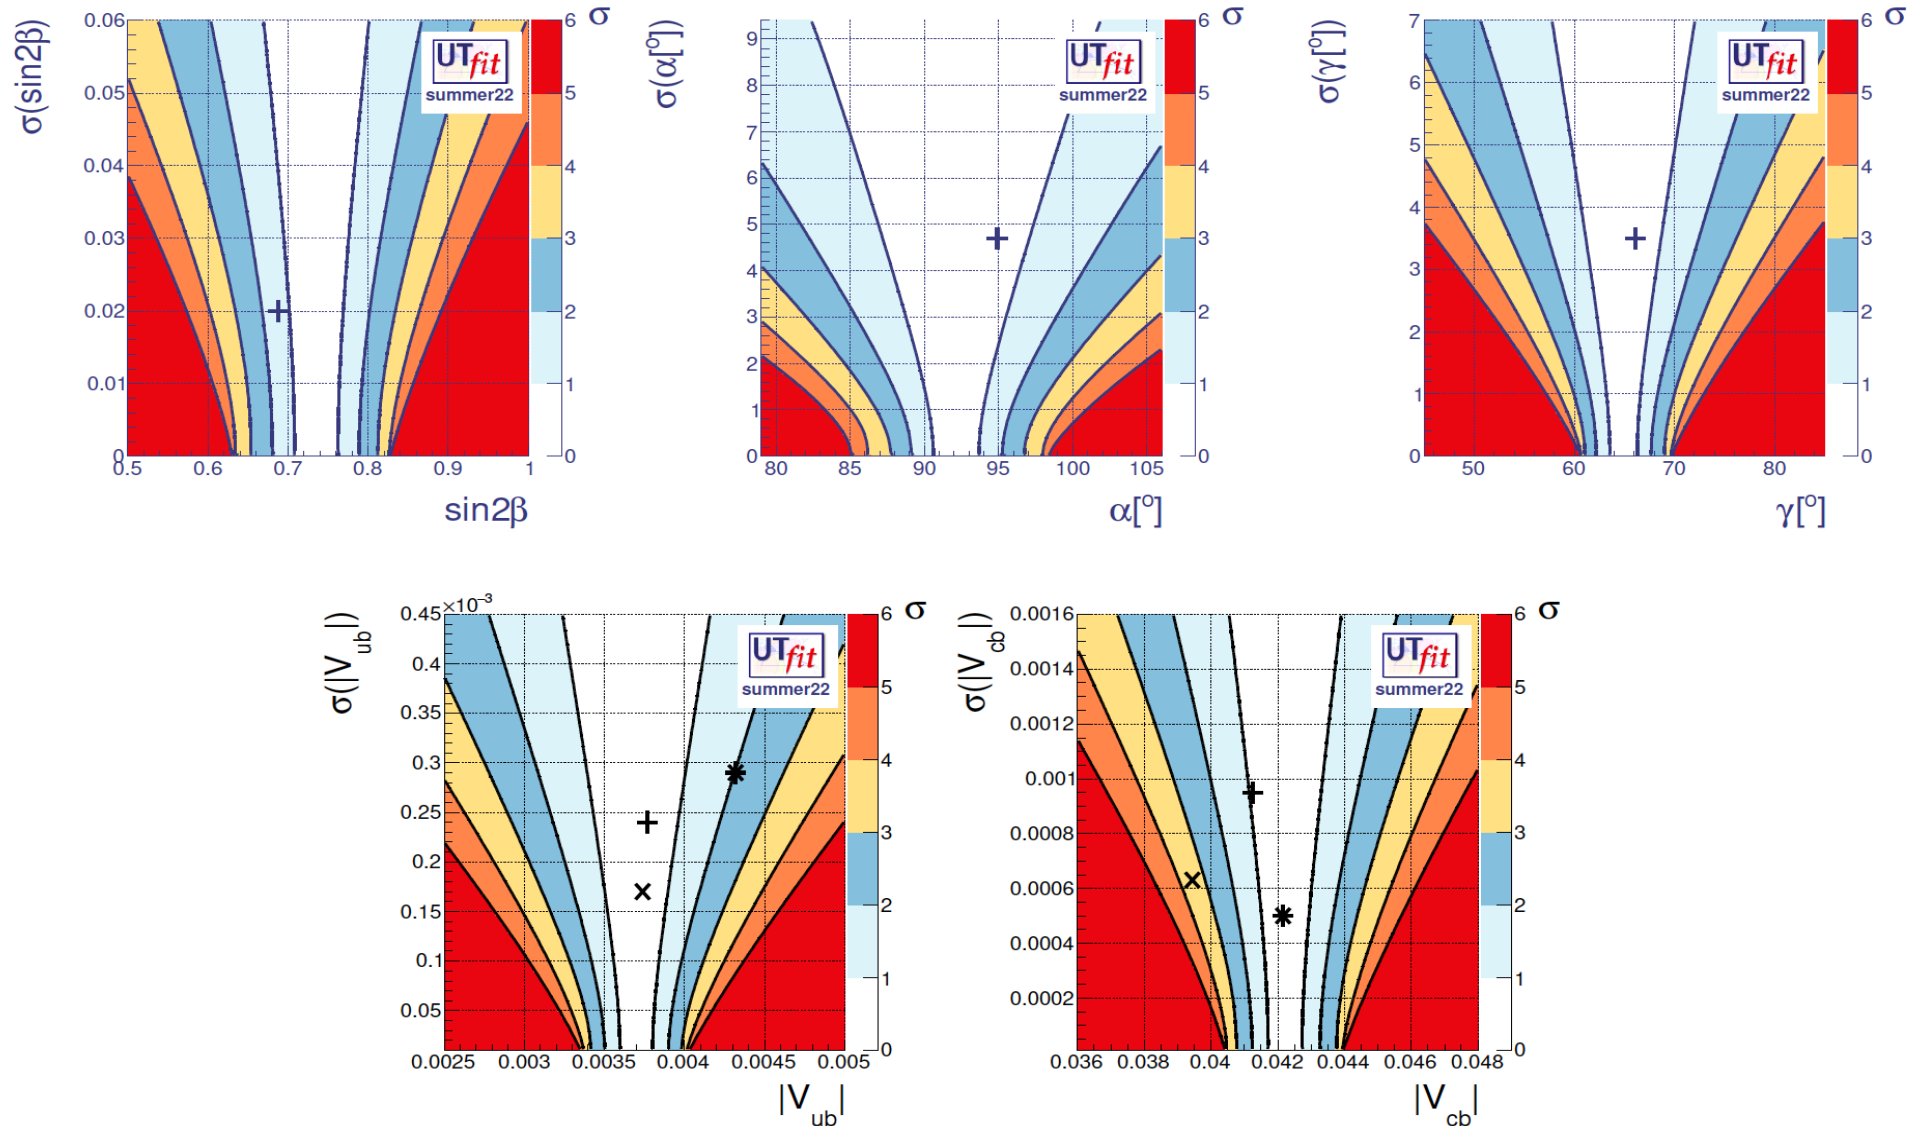 σ(sin2β)
0.06
0.05
0.04
0.03
0.02
0.01
0
0.5 0.6 0.7 0.8 0.9 1
sin2β
UTfit
summer22
6 σ
5
4
3
2
1
0
σ(α[°])
9
8
7
6
5
4
3
2
1
0
80 85 90 95 100 105
α[°]
UTfit
summer22
6 σ
5
4
3
2
1
0
σ(γ[°])
7
6
5
4
3
2
1
0
50 60 70 80
γ[°]
UTfit
summer22
6 σ
5
4
3
2
1
0
σ(|Vub|)
0.45 ×10⁻³
0.4
0.35
0.3
0.25
0.2
0.15
0.1
0.05
0.0025 0.003 0.0035 0.004 0.0045 0.005
|Vub|
UTfit
summer22
6 σ
5
4
3
2
1
0
σ(|Vcb|)
0.0016
0.0014
0.0012
0.001
0.0008
0.0006
0.0004
0.0002
0.036 0.038 0.04 0.042 0.044 0.046 0.048
|Vcb|
UTfit
summer22
6 σ
5
4
3
2
1
0